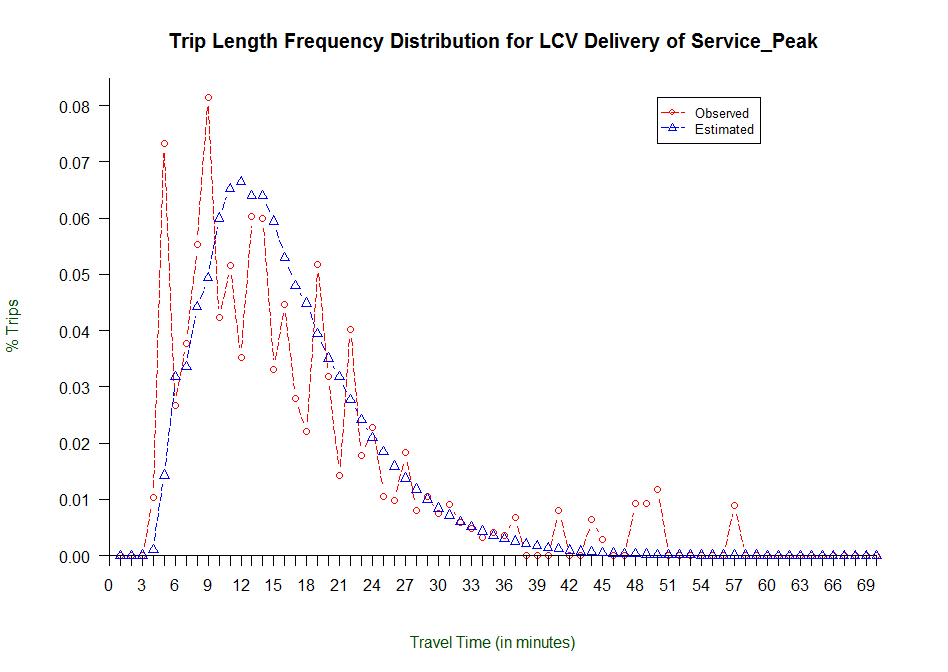 Trip Length Frequency Distribution for LCV Delivery of Service_Peak
Observed
Estimated
0.08
0.07
0.06
0.05
0.04
0.03
0.02
0.01
0.00
% Trips
0 3 6 9 12 15 18 21 24 27 30 33 36 39 42 45 48 51 54 57 60 63 66 69
Travel Time (in minutes)